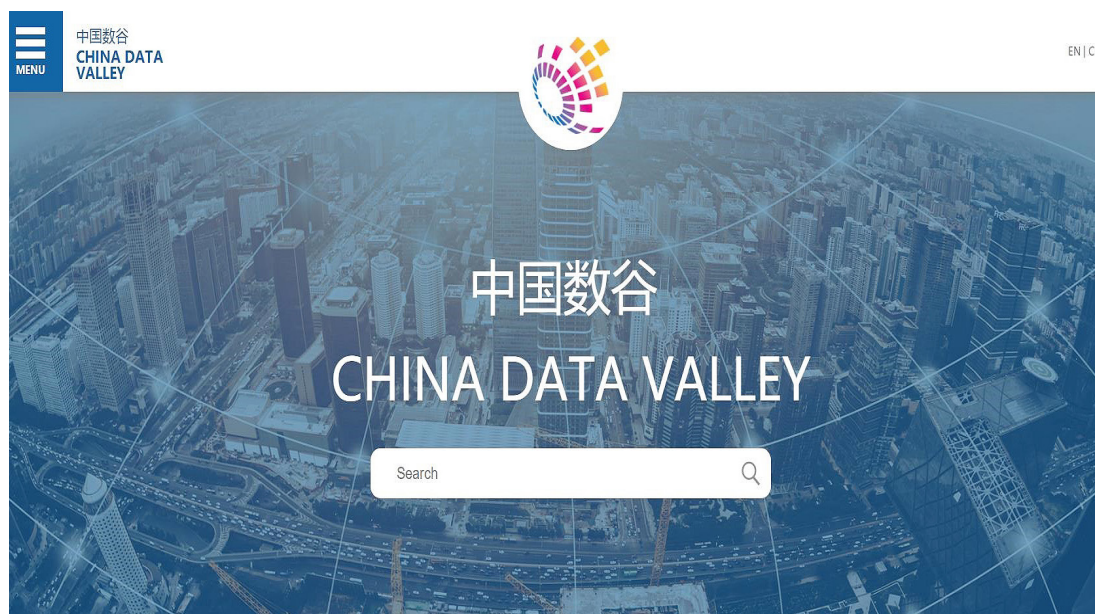 MENU
中国数谷
CHINA DATA
VALLEY
EN | C
中国数谷
CHINA DATA VALLEY
Search